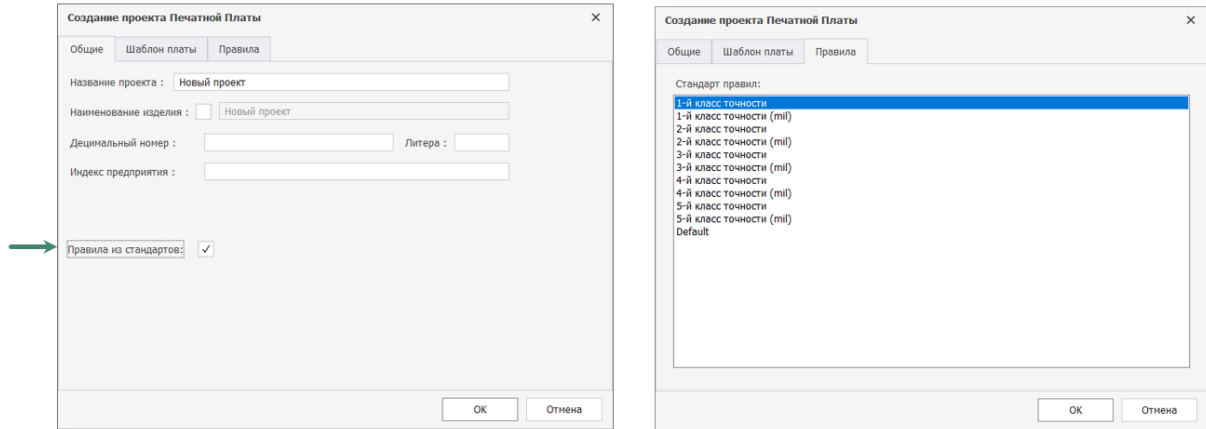 Создание проекта Печатной Платы
Общие
Шаблон платы
Правила
Название проекта :
Новый проект
Наименование изделия :
Новый проект
Децимальный номер :
Литера :
Индекс предприятия :
Правила из стандартов:
OK
Отмена
Создание проекта Печатной Платы
Общие
Шаблон платы
Правила
Стандарт правил:
1-й класс точности
1-й класс точности (mil)
2-й класс точности
2-й класс точности (mil)
3-й класс точности
3-й класс точности (mil)
4-й класс точности
4-й класс точности (mil)
5-й класс точности
5-й класс точности (mil)
Default
OK
Отмена